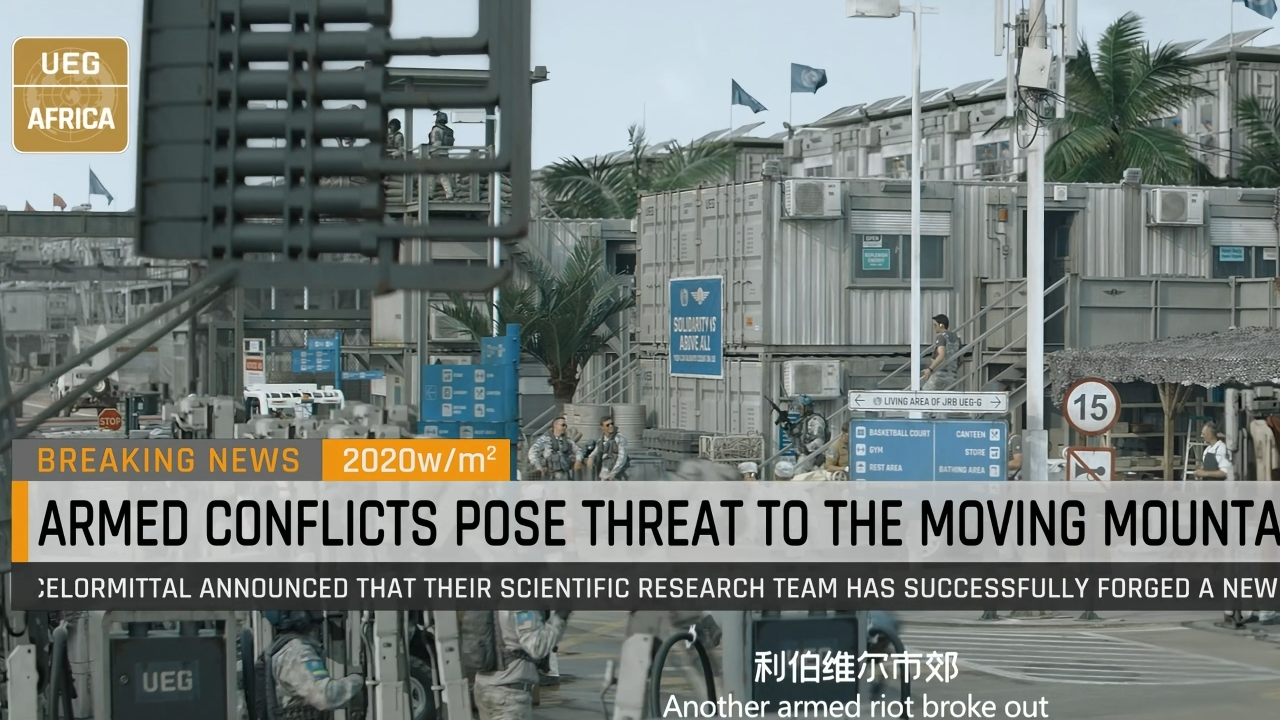 UEG
AFRICA
SOLIDARITY IS
ABOVE ALL
OPEN
STOP
LIVING AREA OF JRB UEG-G
BASKETBALL COURT
CANTEEN
GYM
STORE
REST AREA
BATHING AREA
15
BREAKING NEWS
2020w/m²
ARMED CONFLICTS POSE THREAT TO THE MOVING MOUNTA
CELORMITTAL ANNOUNCED THAT THEIR SCIENTIFIC RESEARCH TEAM HAS SUCCESSFULLY FORGED A NEW
UEG
利伯维尔市郊
Another armed riot broke out